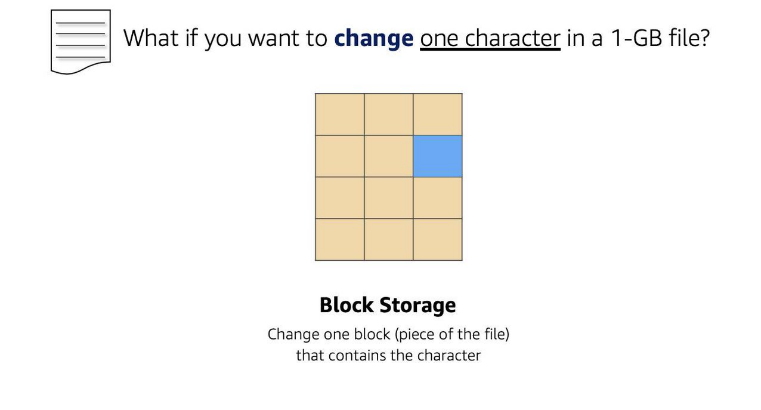 What if you want to change one character in a 1-GB file?
Block Storage
Change one block (piece of the file)
that contains the character